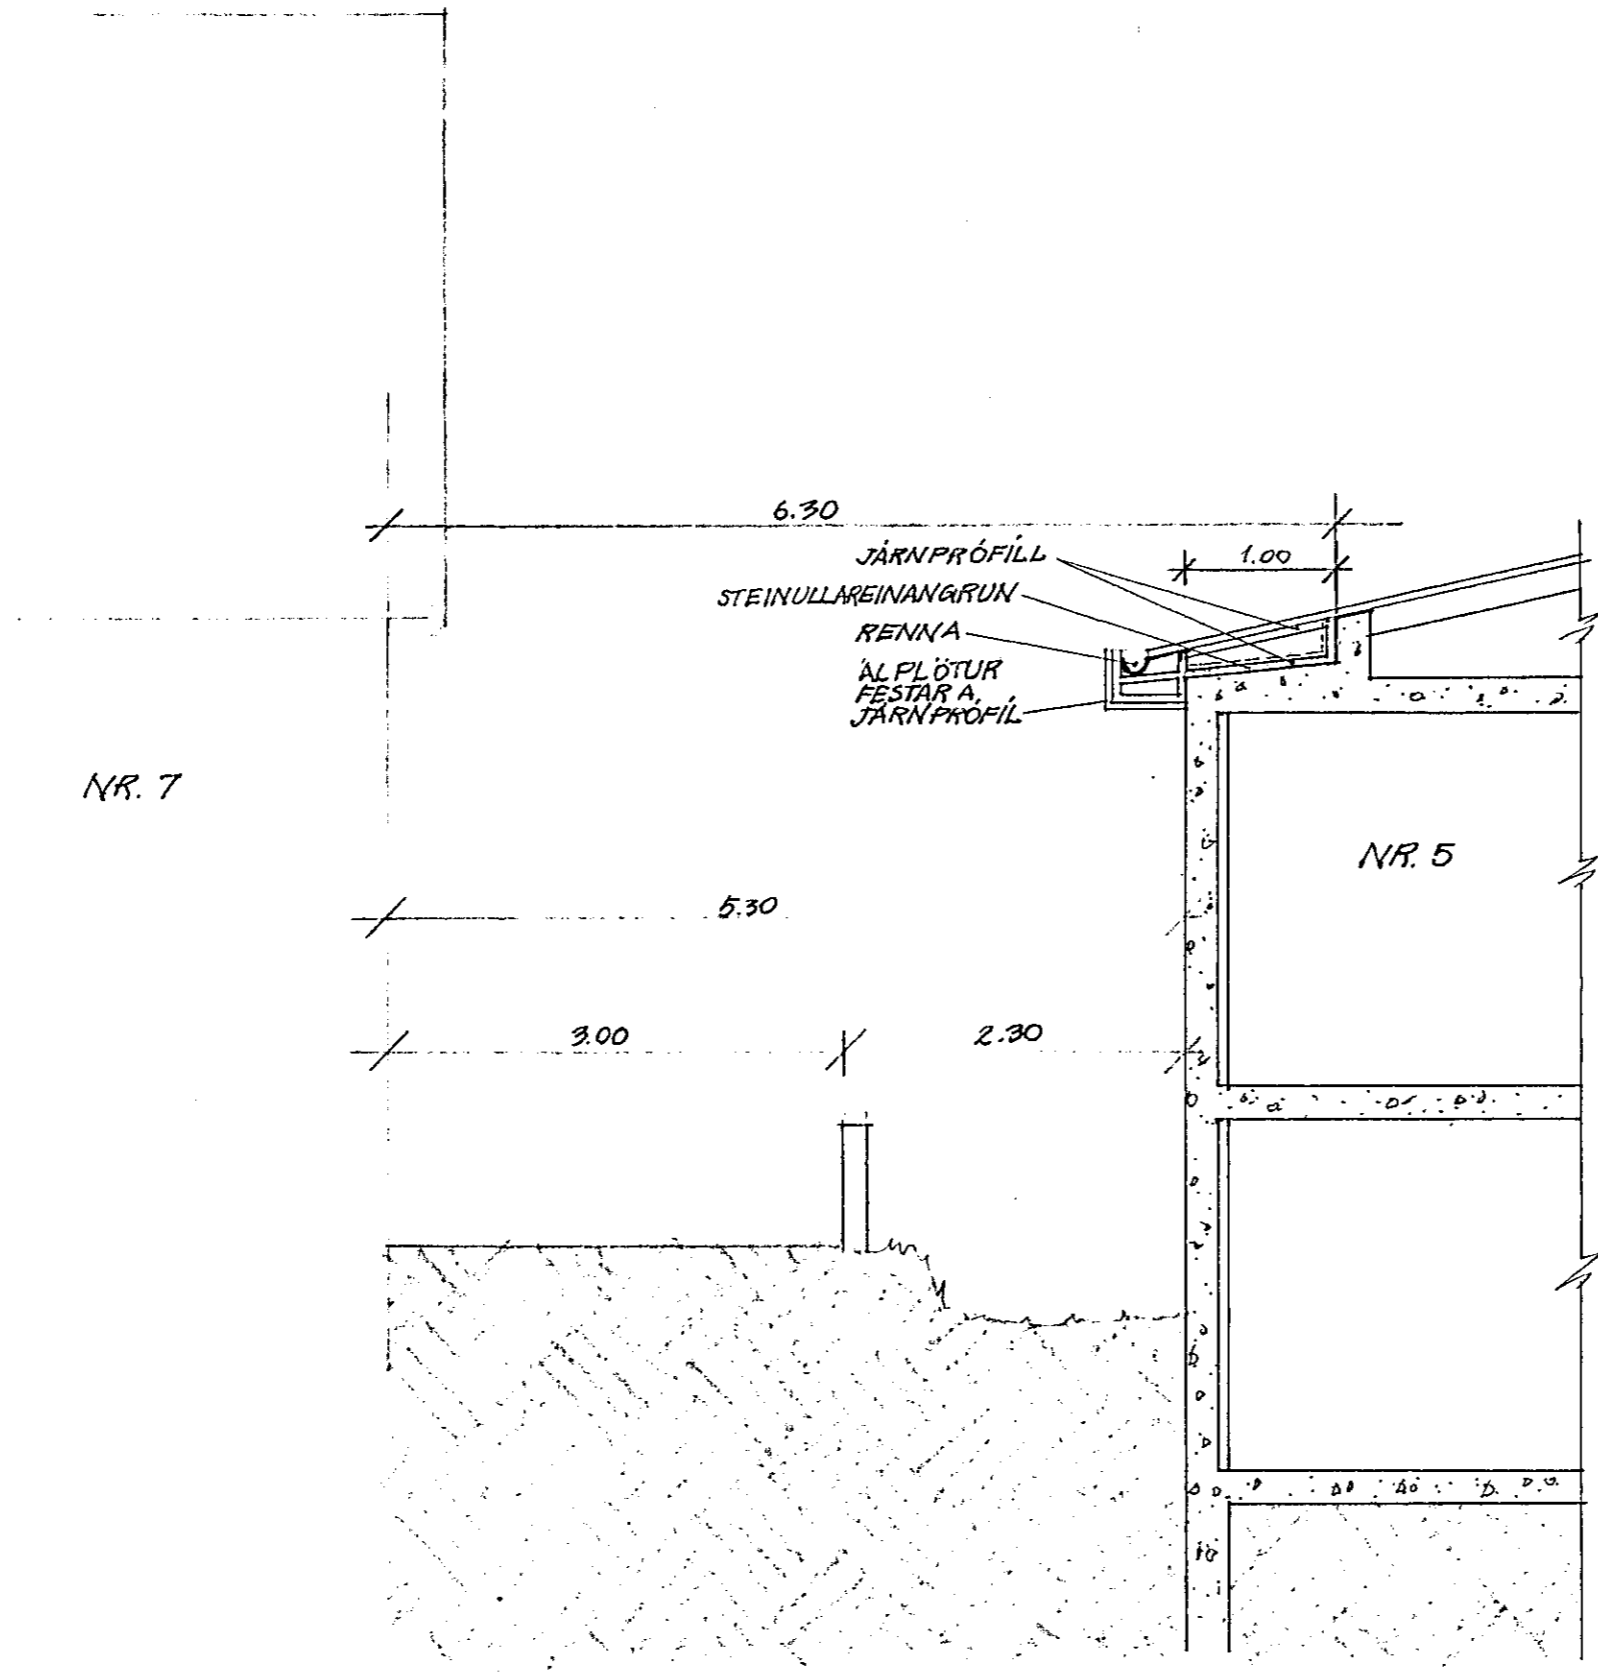 6.30
JÁRNPRÓFÍLL
1.00
STEINULLAREINANGRUN
RENNA
ÁLPLÖTUR
FESTAR Á
JÁRNPRÓFÍL
NR. 7
NR. 5
5.30
3.00
2.30